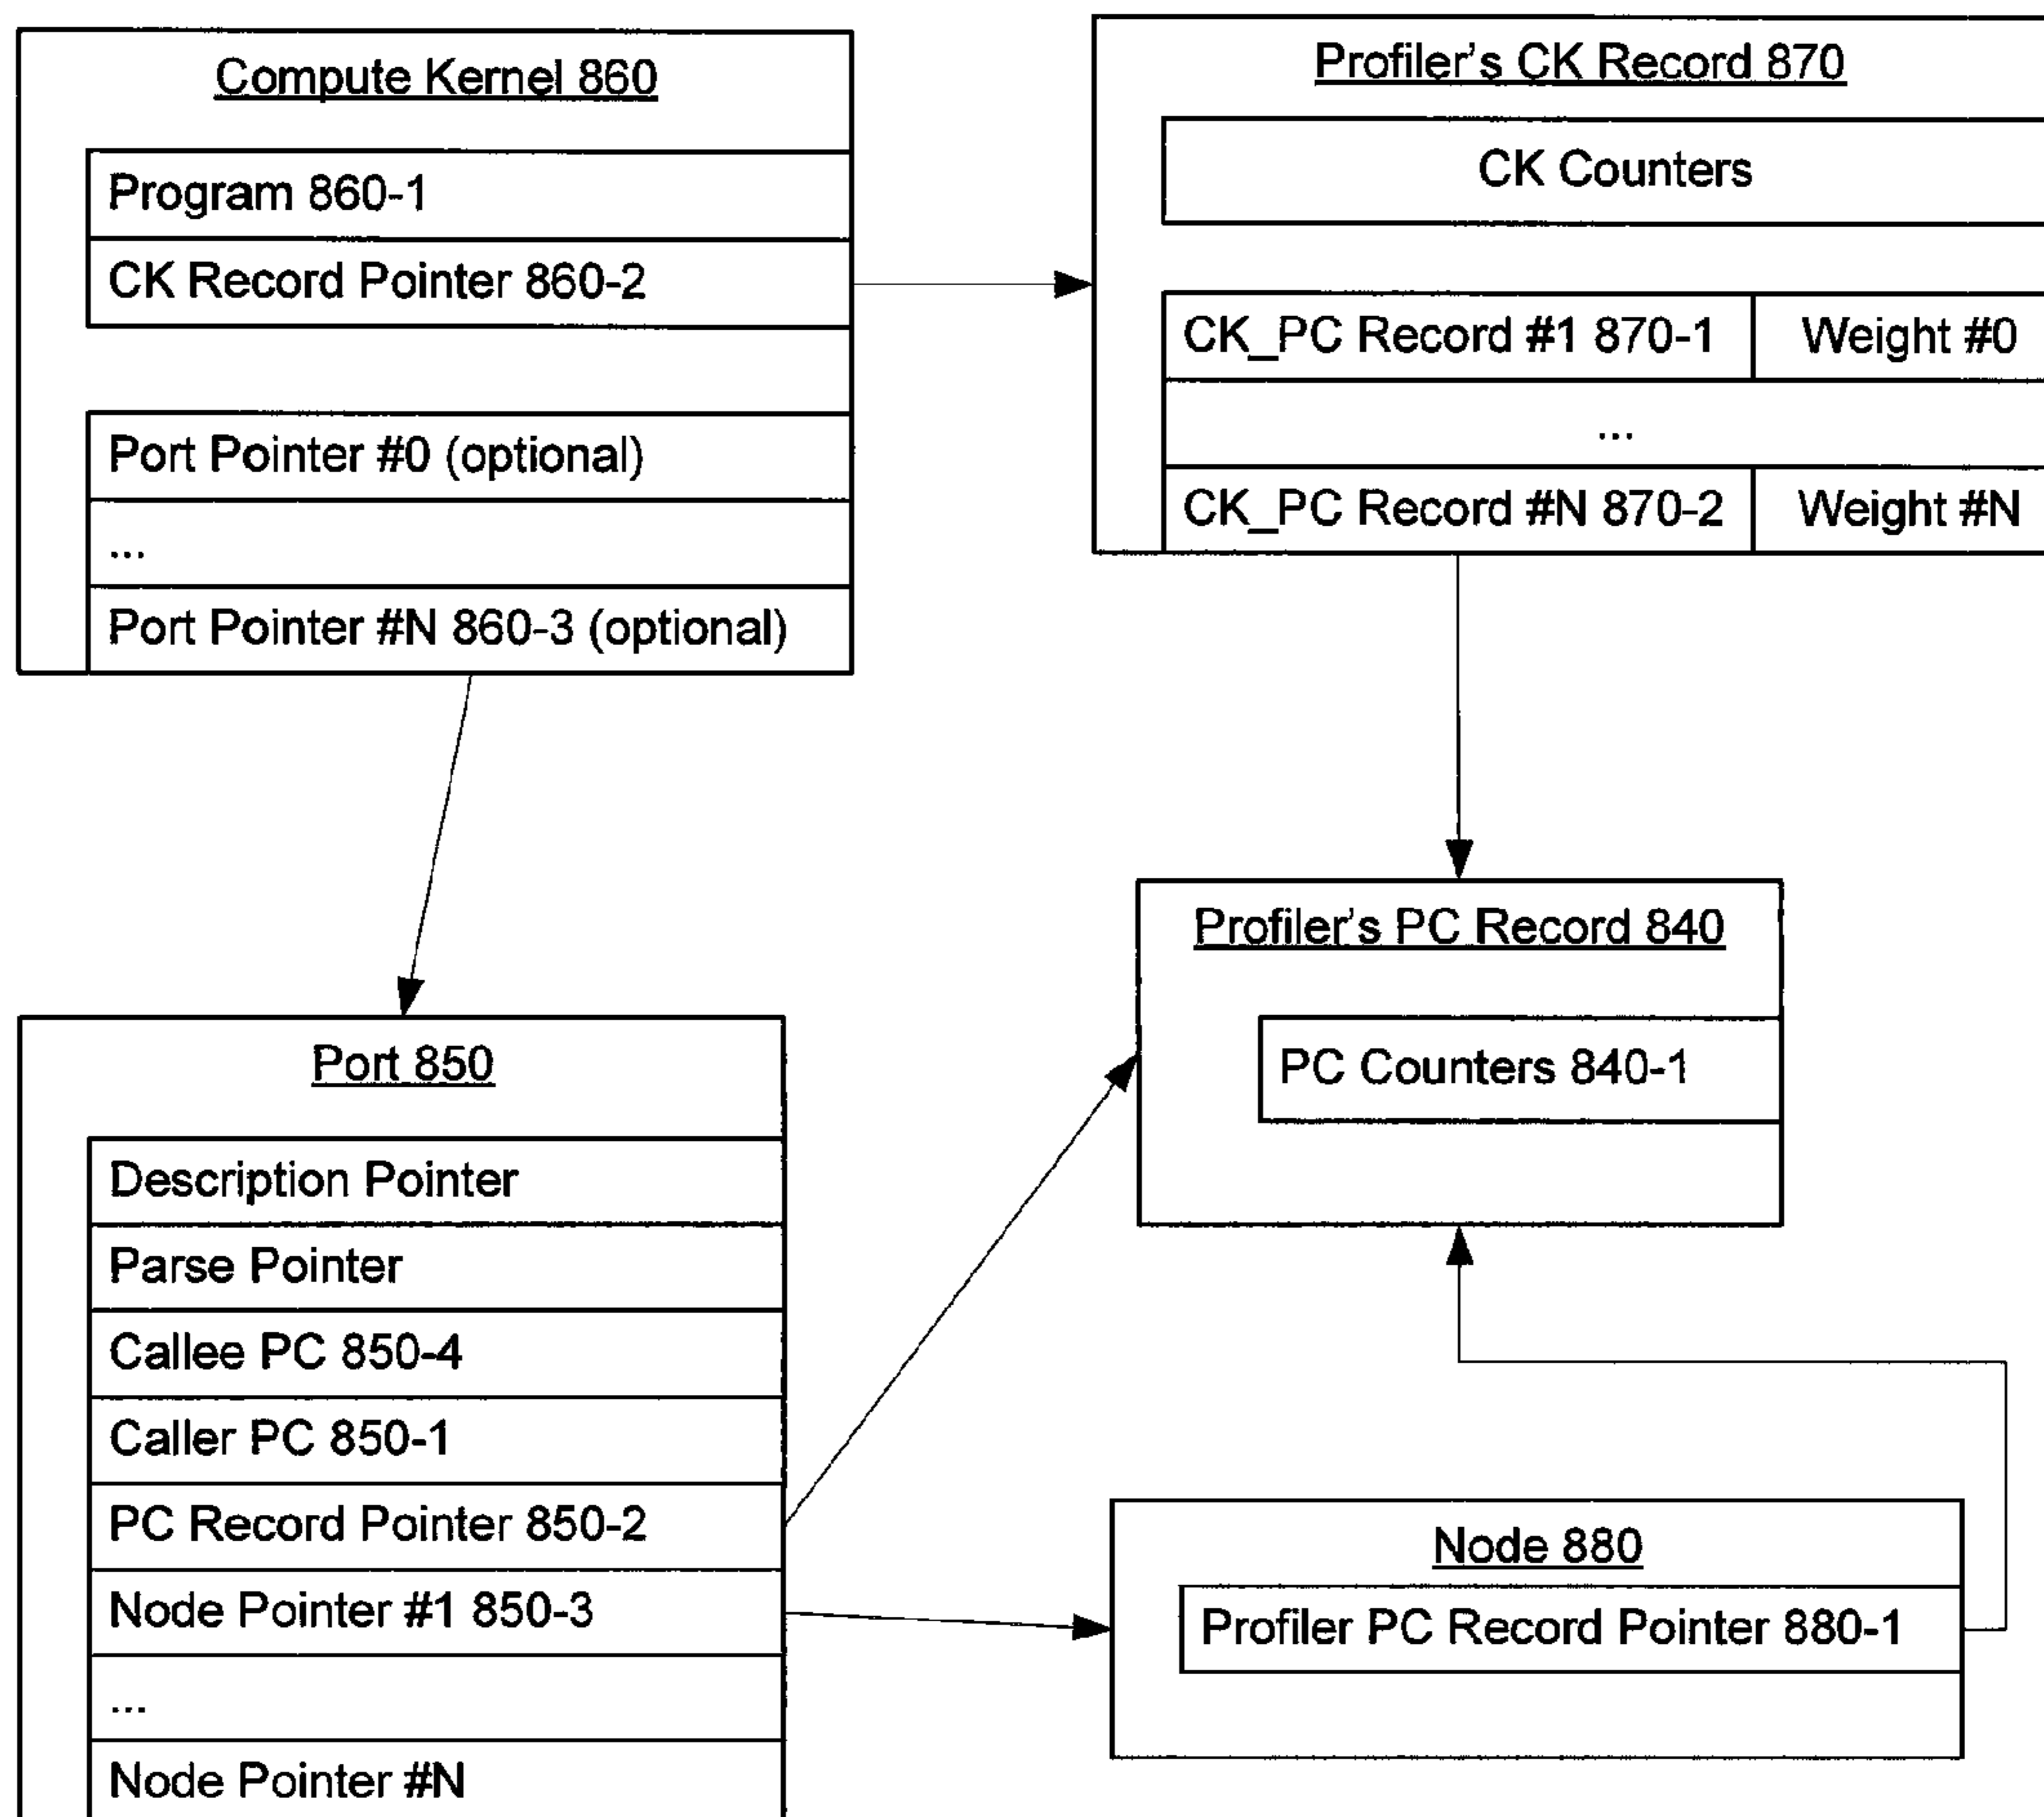 Compute Kernel 860
Program 860-1
CK Record Pointer 860-2
Port Pointer #0 (optional)
...
Port Pointer #N 860-3 (optional)
Profiler's CK Record 870
CK Counters
CK_PC Record #1 870-1 Weight #0
...
CK_PC Record #N 870-2 Weight #N
Profiler's PC Record 840
PC Counters 840-1
Port 850
Description Pointer
Parse Pointer
Callee PC 850-4
Caller PC 850-1
PC Record Pointer 850-2
Node Pointer #1 850-3
...
Node Pointer #N
Node 880
Profiler PC Record Pointer 880-1